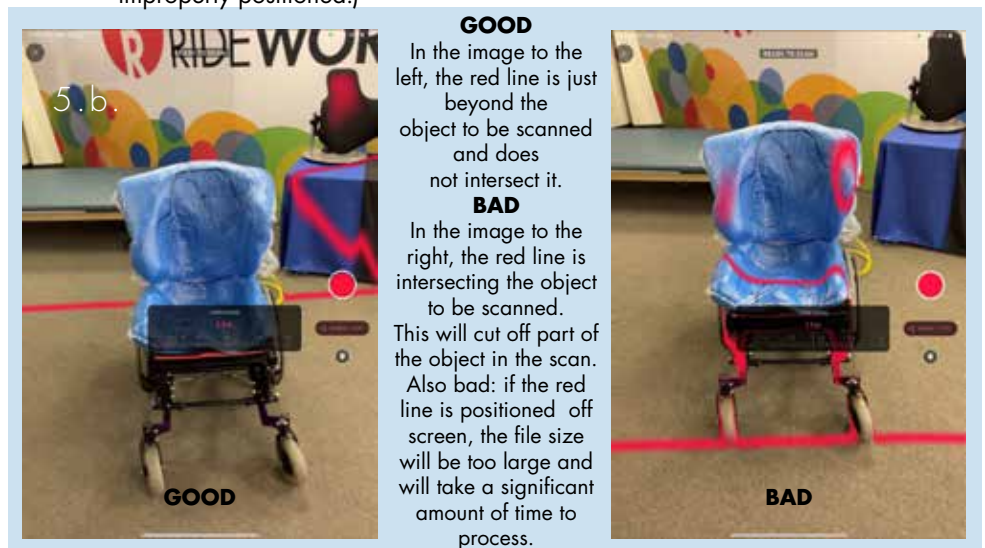 improperly positioned.)
RIDEWOR
5.b.
GOOD
GOOD
In the image to the
left, the red line is just
beyond the
object to be scanned
and does
not intersect it.
BAD
In the image to the
right, the red line is
intersecting the object
to be scanned.
This will cut off part of
the object in the scan.
Also bad: if the red
line is positioned  off
screen, the file size
will be too large and
will take a significant
amount of time to
process.
BAD